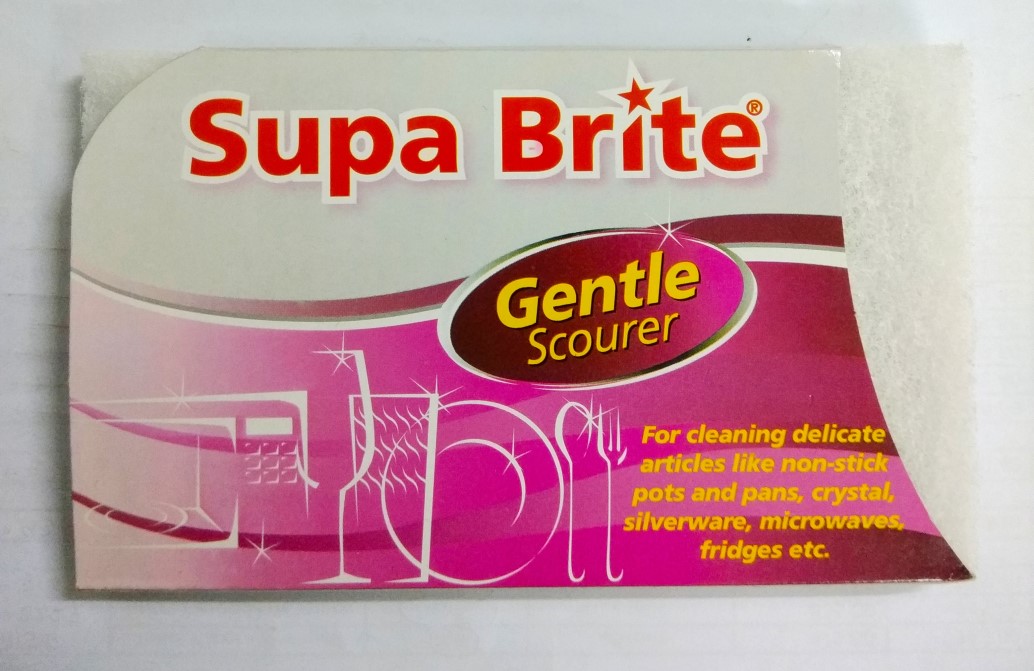 Supa Brite®
Gentle
Scourer
For cleaning delicate
articles like non-stick
pots and pans, crystal,
silverware, microwaves,
fridges etc.